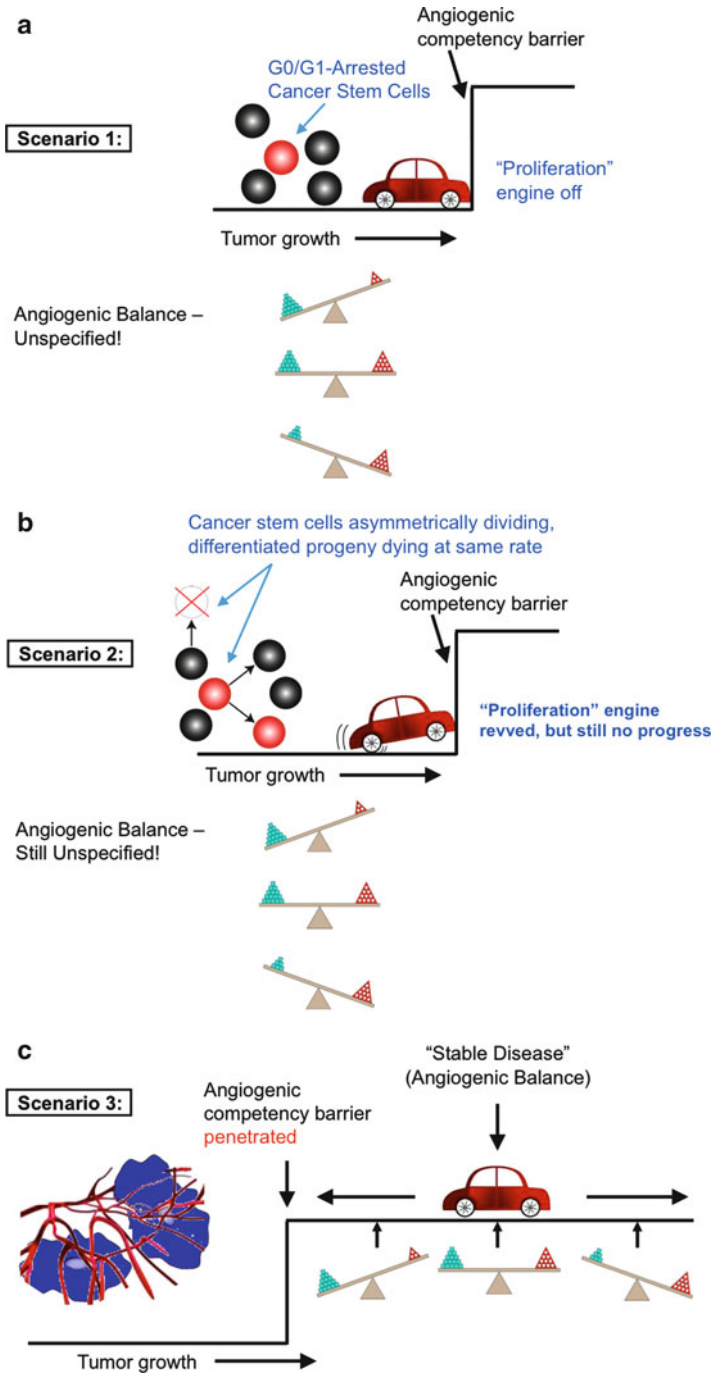 a
Angiogenic
competency barrier
G0/G1-Arrested
Cancer Stem Cells
Scenario 1:
"Proliferation"
engine off
Tumor growth
Angiogenic Balance –
Unspecified!
b
Cancer stem cells asymmetrically dividing,
differentiated progeny dying at same rate
Angiogenic
competency barrier
Scenario 2:
"Proliferation" engine
revved, but still no progress
Tumor growth
Angiogenic Balance –
Still Unspecified!
c
"Stable Disease"
(Angiogenic Balance)
Scenario 3:
Angiogenic
competency barrier
penetrated
Tumor growth